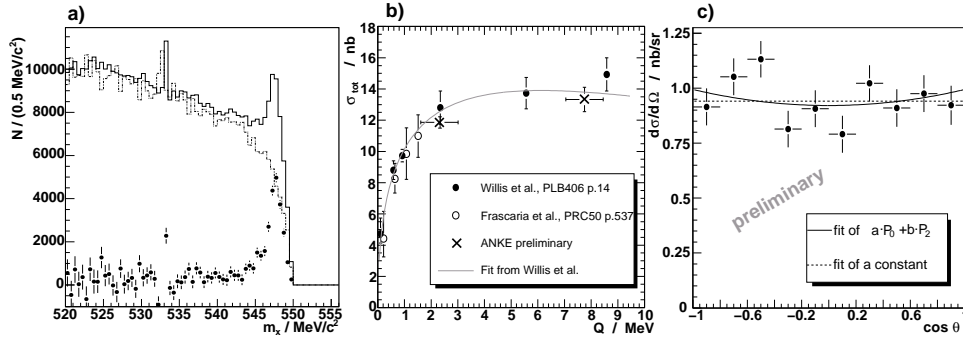 a)
N / (0.5 MeV/c²)
10000
8000
6000
4000
2000
0
520 525 530 535 540 545 550 555
mₓ / MeV/c²
b)
σ_tot / nb
20
18
16
14
12
10
8
6
4
2
0
Willis et al., PLB406 p.14
Frascaria et al., PRC50 p.537
ANKE preliminary
Fit from Willis et al.
0 1 2 3 4 5 6 7 8 9 10
Q / MeV
c)
dσ/dΩ / nb/sr
1.25
1.00
0.75
0.50
0.25
0
preliminary
fit of a·P₀ +b·P₂
fit of a constant
−1 −0.6 −0.2 0.2 0.6 1
cos θ